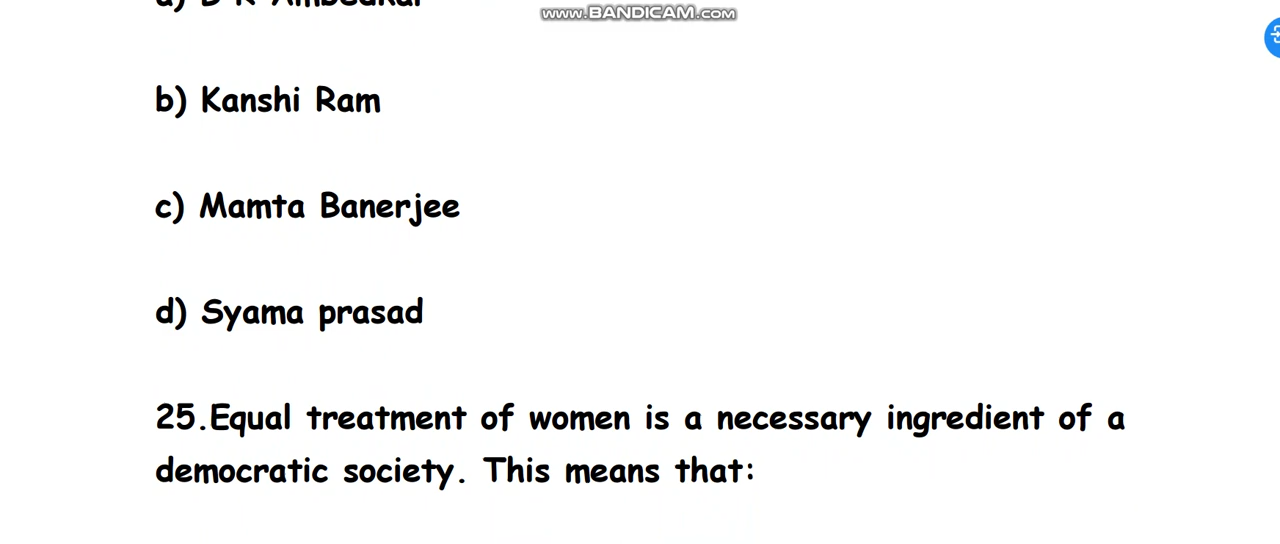 www.BANDICAM.com
b) Kanshi Ram
c) Mamta Banerjee
d) Syama prasad
25.Equal treatment of women is a necessary ingredient of a
democratic society. This means that: